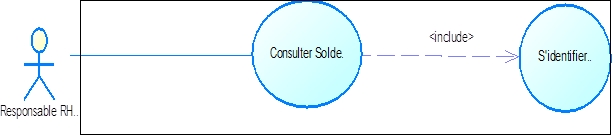 <include>
Consulter Solde.
S'identifier..
Responsable RH..